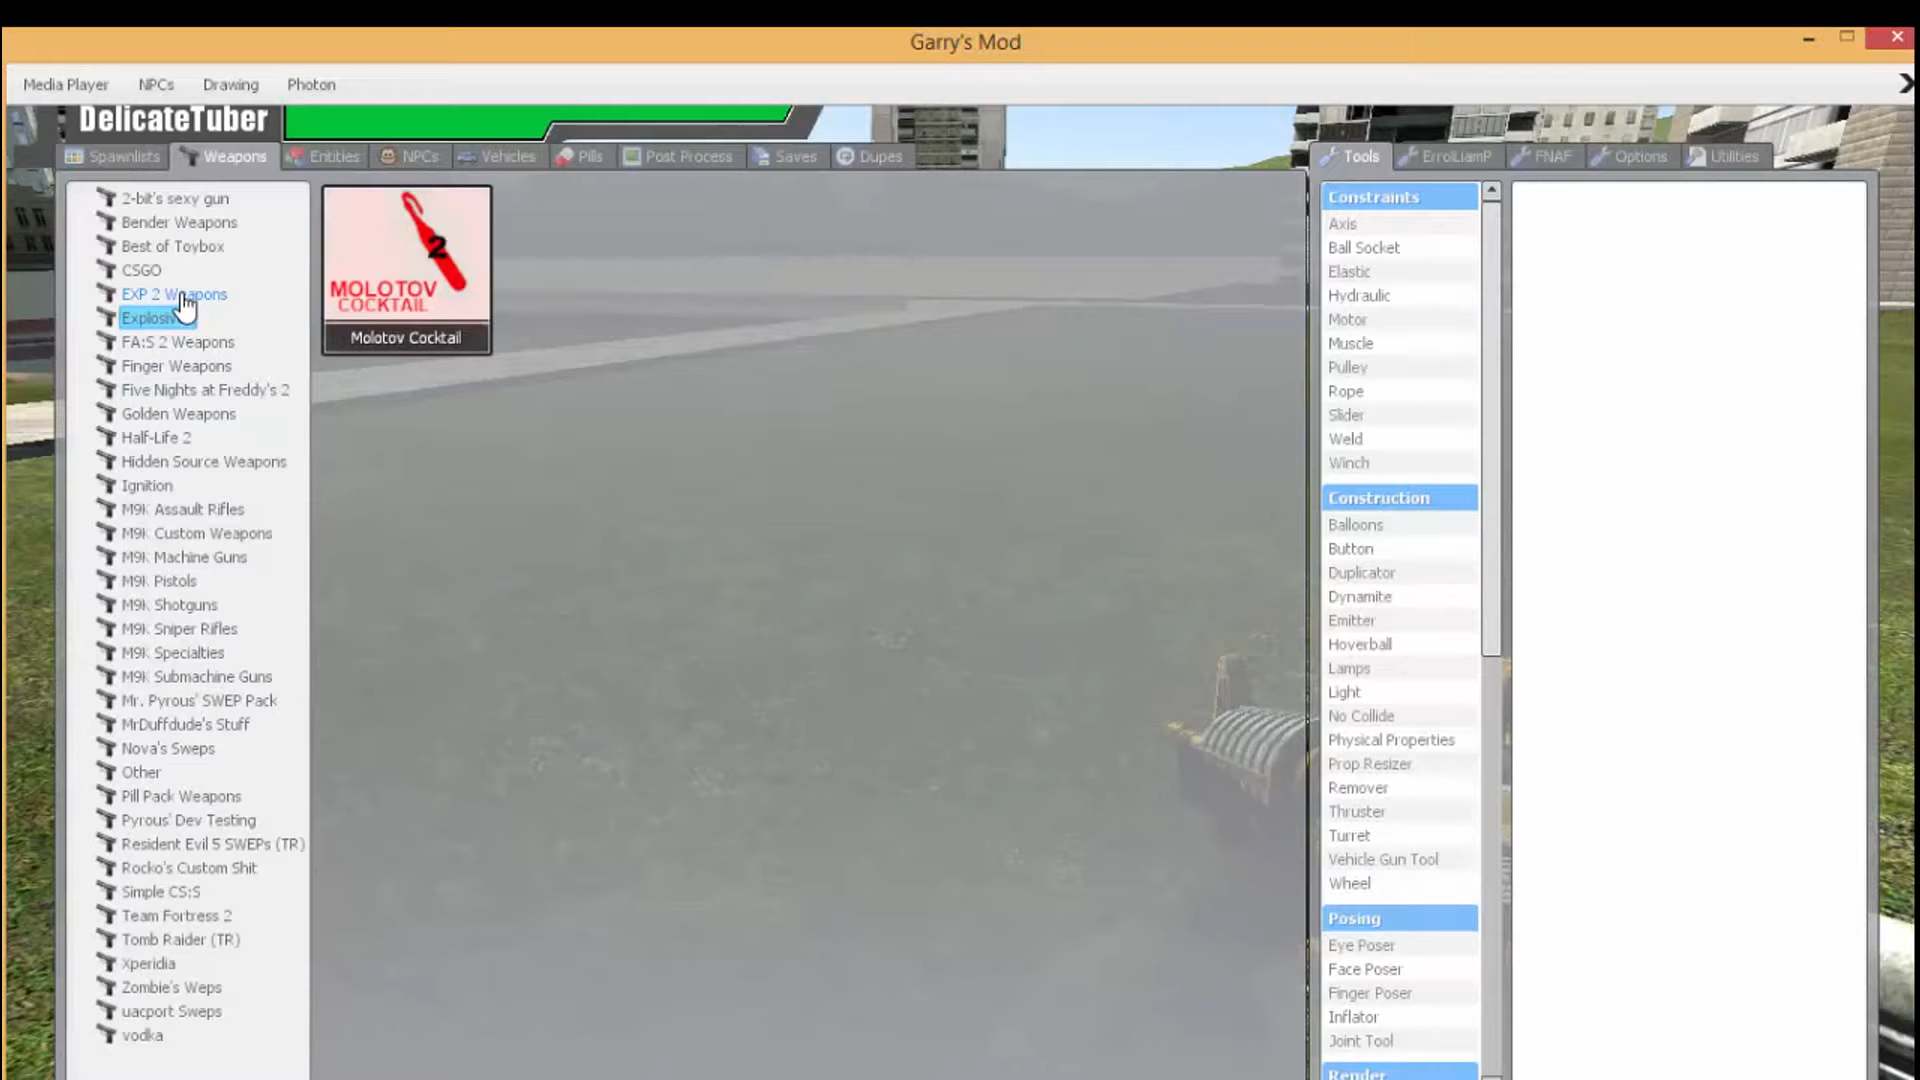 Garry's Mod
Media Player NPCs Drawing Photon
DelicateTuber
Spawnlists Weapons Entities NPCs Vehicles Pills Post Process Saves Dupes
Tools ErrolLiamP FNAF Options Utilities
2-bit's sexy gun
Bender Weapons
Best of Toybox
CSGO
EXP 2 Weapons
FA:S 2 Weapons
Finger Weapons
Five Nights at Freddy's 2
Golden Weapons
Half-Life 2
Hidden Source Weapons
Ignition
M9K Assault Rifles
M9K Custom Weapons
M9K Machine Guns
M9K Pistols
M9K Shotguns
M9K Sniper Rifles
M9K Specialties
M9K Submachine Guns
Mr. Pyrous' SWEP Pack
MrDuffdude's Stuff
Nova's Sweps
Other
Pill Pack Weapons
Pyrous' Dev Testing
Resident Evil 5 SWEPs (TR)
Rocko's Custom Shit
Simple CS:S
Team Fortress 2
Tomb Raider (TR)
Xperidia
Zombie's Weps
uacport Sweps
vodka
2
MOLOTOV
COCKTAIL
Molotov Cocktail
Constraints
Axis
Ball Socket
Elastic
Hydraulic
Motor
Muscle
Pulley
Rope
Slider
Weld
Winch
Construction
Balloons
Button
Duplicator
Dynamite
Emitter
Hoverball
Lamps
Light
No Collide
Physical Properties
Prop Resizer
Remover
Thruster
Turret
Vehicle Gun Tool
Wheel
Posing
Eye Poser
Face Poser
Finger Poser
Inflator
Joint Tool
Render